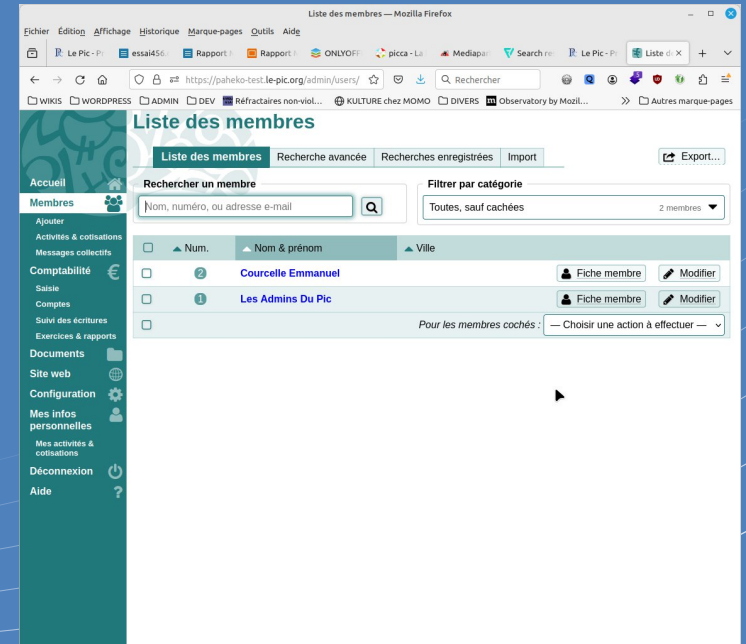 Liste des membres — Mozilla Firefox
Fichier Édition Affichage Historique Marque-pages Outils Aide
Le Pic - Pr essai456. Rapport M Rapport M ONLYOFF picca - La Mediapar Search re Le Pic - Pr Liste de
https://paheko-test.le-pic.org/admin/users/ Rechercher
WIKIS WORDPRESS ADMIN DEV Réfractaires non-viol... KULTURE chez MOMO DIVERS Observatory by Mozil... Autres marque-pages
Liste des membres
Liste des membres Recherche avancée Recherches enregistrées Import Export...
Accueil
Membres
Ajouter
Activités & cotisations
Messages collectifs
Comptabilité
Saisie
Comptes
Suivi des écritures
Exercices & rapports
Documents
Site web
Configuration
Mes infos
personnelles
Mes activités &
cotisations
Déconnexion
Aide
Rechercher un membre
Nom, numéro, ou adresse e-mail
Filtrer par catégorie
Toutes, sauf cachées 2 membres
Num. Nom & prénom Ville
2 Courcelle Emmanuel Fiche membre Modifier
1 Les Admins Du Pic Fiche membre Modifier
Pour les membres cochés : — Choisir une action à effectuer —